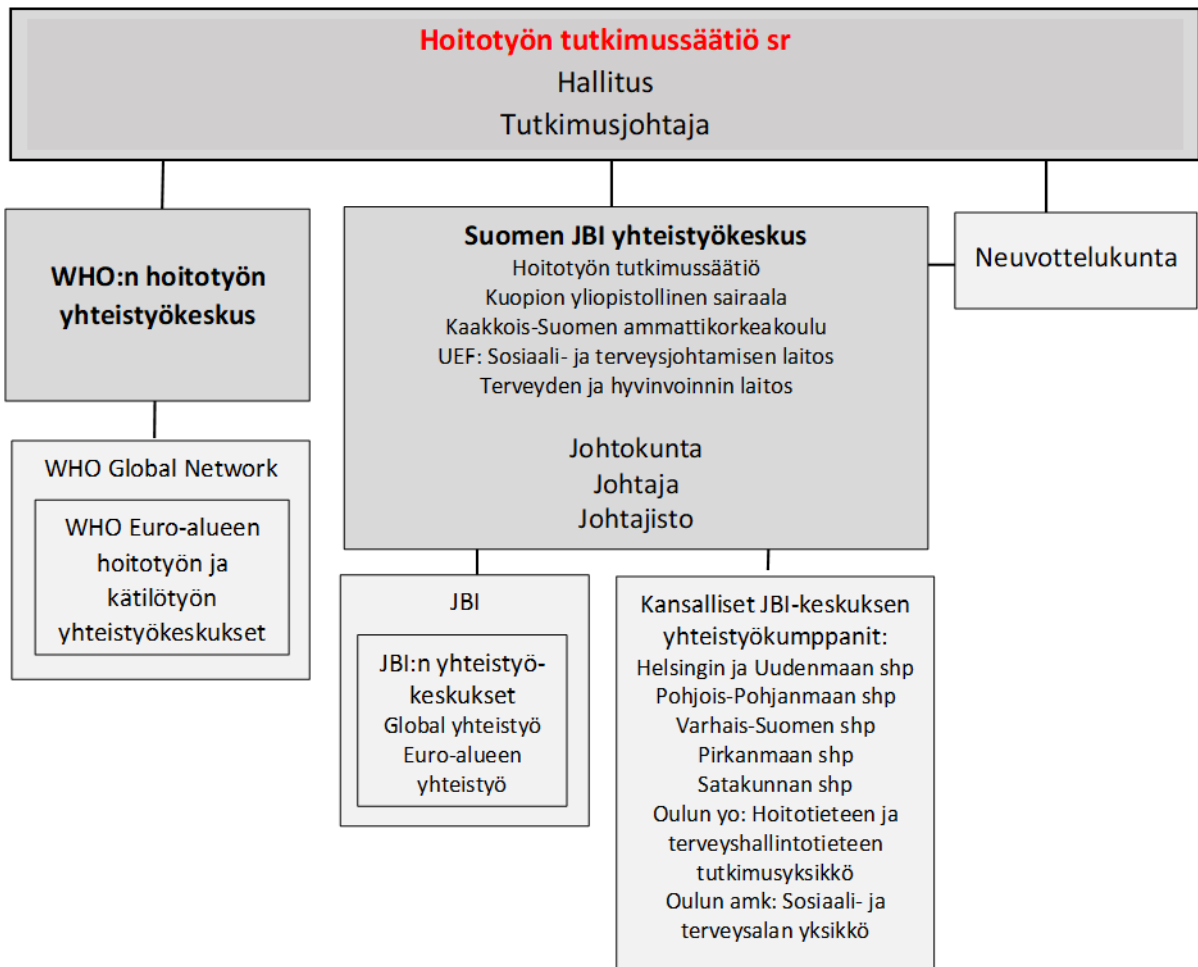 Hoitotyön tutkimussäätiö sr
Hallitus
Tutkimusjohtaja
WHO:n hoitotyön
yhteistyökeskus
WHO Global Network
WHO Euro-alueen
hoitotyön ja
kätilötyön
yhteistyökeskukset
Suomen JBI yhteistyökeskus
Hoitotyön tutkimussäätiö
Kuopion yliopistollinen sairaala
Kaakkois-Suomen ammattikorkeakoulu
UEF: Sosiaali- ja terveysjohtamisen laitos
Terveyden ja hyvinvoinnin laitos
Johtokunta
Johtaja
Johtajisto
Neuvottelukunta
JBI
JBI:n yhteistyö-
keskukset
Global yhteistyö
Euro-alueen
yhteistyö
Kansalliset JBI-keskuksen
yhteistyökumppanit:
Helsingin ja Uudenmaan shp
Pohjois-Pohjanmaan shp
Varhais-Suomen shp
Pirkanmaan shp
Satakunnan shp
Oulun yo: Hoitotieteen ja
terveyshallintotieteen
tutkimusyksikkö
Oulun amk: Sosiaali- ja
terveysalan yksikkö